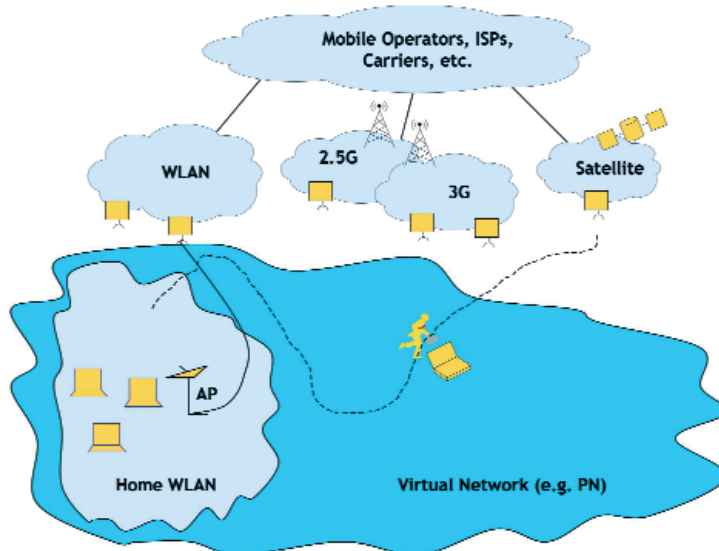 Mobile Operators, ISPs,
Carriers, etc.
WLAN
2.5G
3G
Satellite
AP
Home WLAN
Virtual Network (e.g. PN)